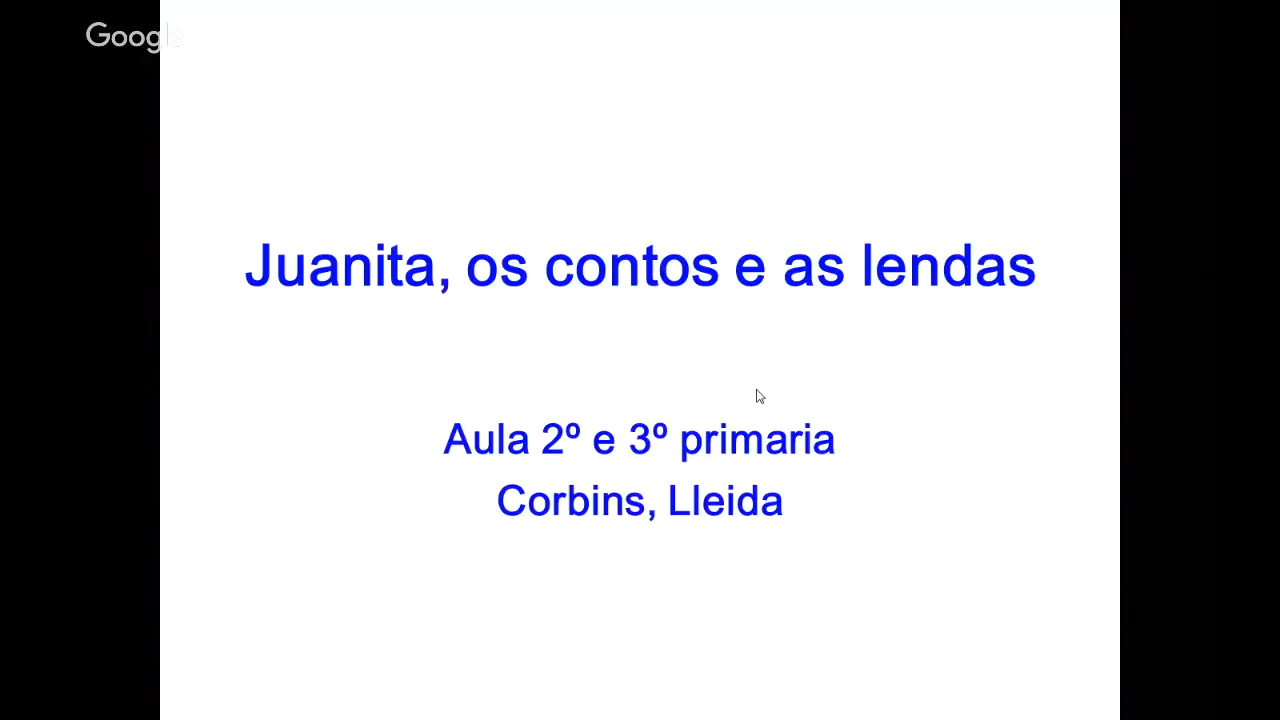 Google
Juanita, os contos e as lendas
Aula 2º e 3º primaria
Corbins, Lleida